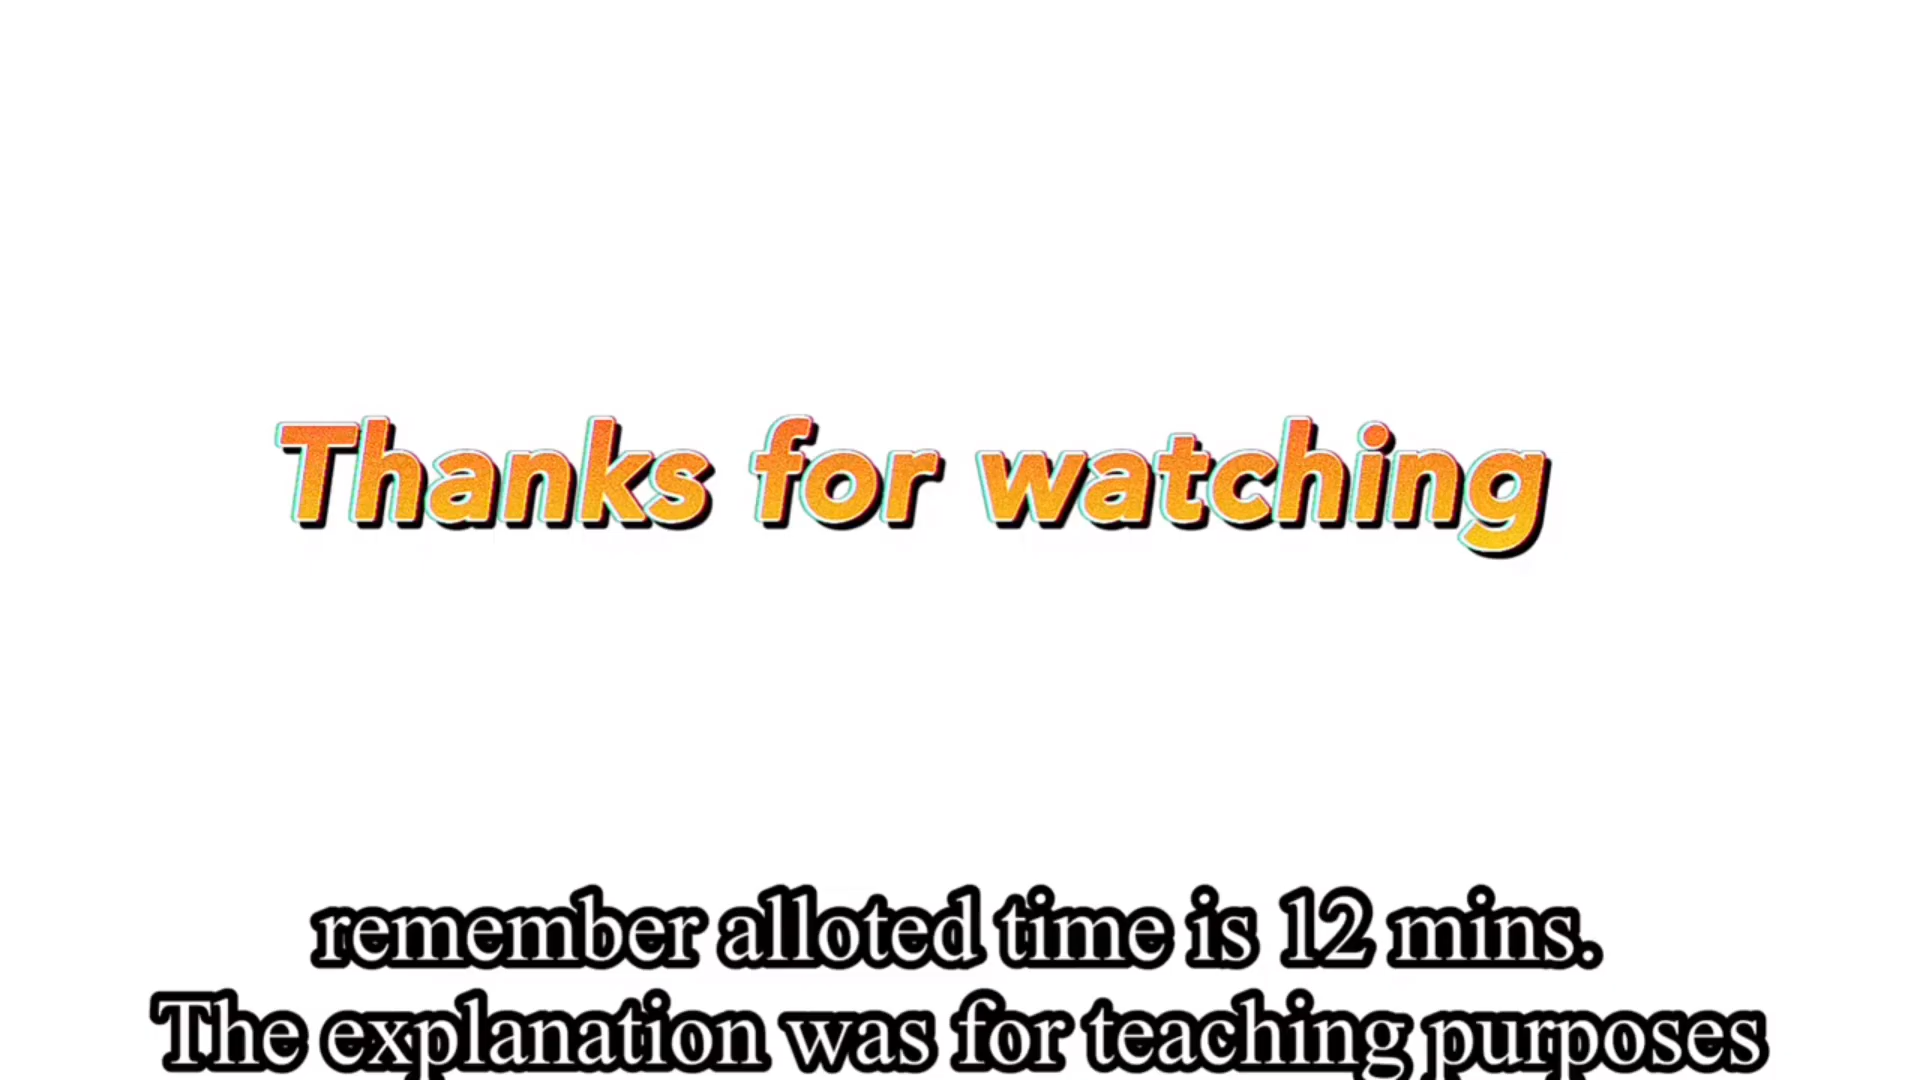 Thanks for watching
remember alloted time is 12 mins.
The explanation was for teaching purposes